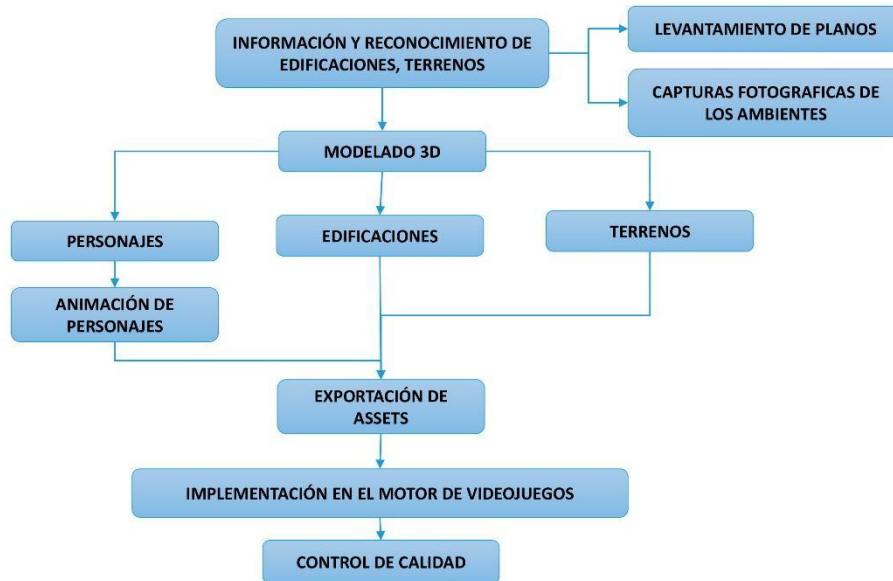 INFORMACIÓN Y RECONOCIMIENTO DE
EDIFICACIONES, TERRENOS
LEVANTAMIENTO DE PLANOS
CAPTURAS FOTOGRAFICAS DE
LOS AMBIENTES
MODELADO 3D
PERSONAJES
EDIFICACIONES
TERRENOS
ANIMACIÓN DE
PERSONAJES
EXPORTACIÓN DE
ASSETS
IMPLEMENTACIÓN EN EL MOTOR DE VIDEOJUEGOS
CONTROL DE CALIDAD